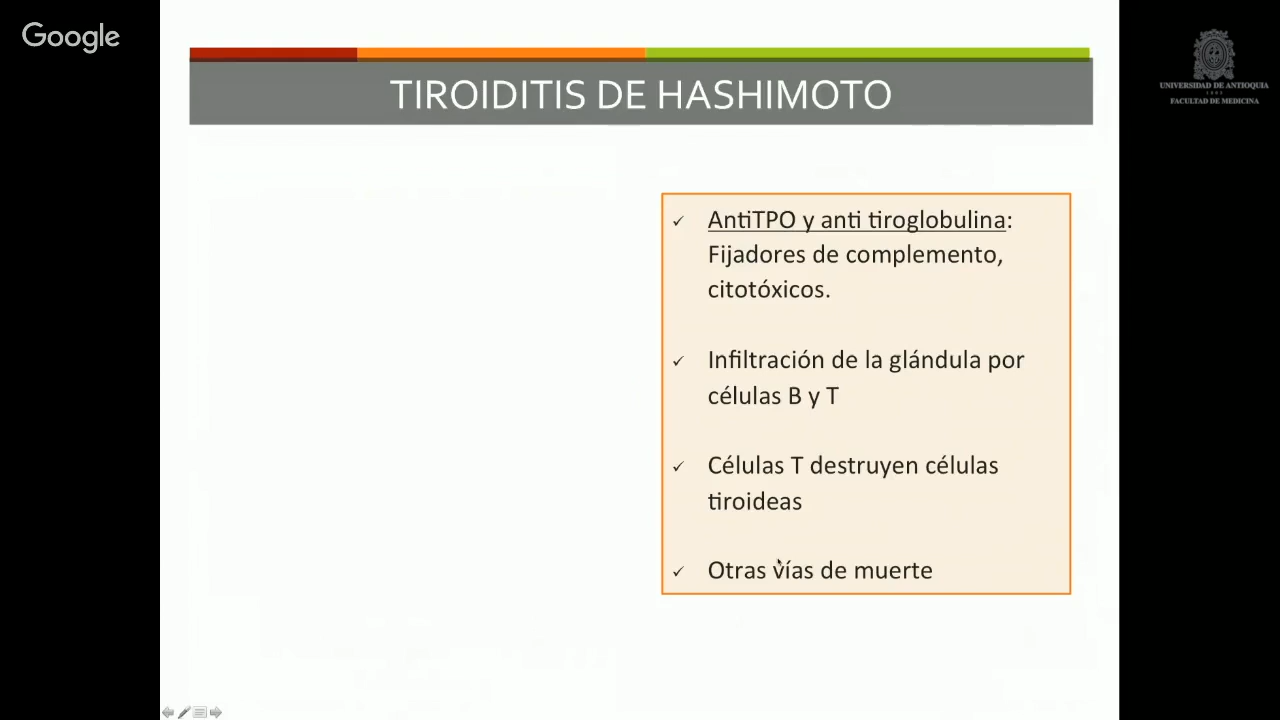 Google
UNIVERSIDAD DE ANTIOQUIA
1803
FACULTAD DE MEDICINA
TIROIDITIS DE HASHIMOTO
✓ AntiTPO y anti tiroglobulina:
Fijadores de complemento,
citotóxicos.
✓ Infiltración de la glándula por
células B y T
✓ Células T destruyen células
tiroideas
✓ Otras vías de muerte